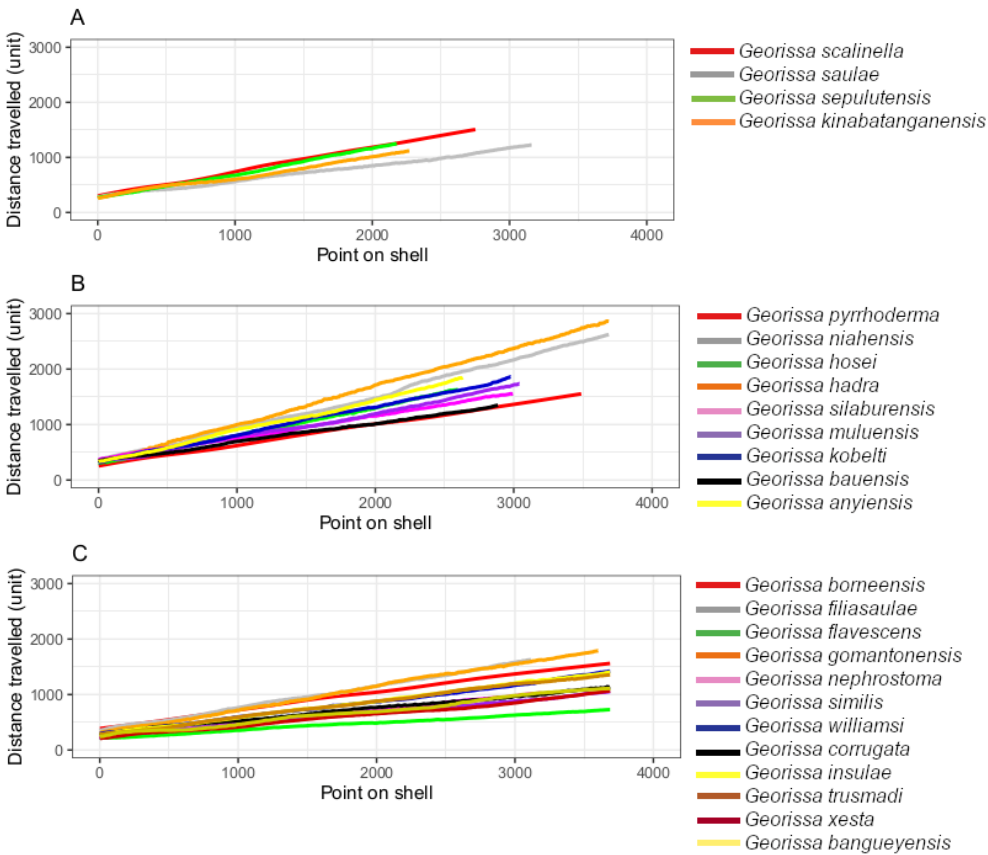 A
Distance travelled (unit)
3000
2000
1000
0
0 1000 2000 3000 4000
Point on shell
Georissa scalinella
Georissa saulae
Georissa sepulutensis
Georissa kinabatanganensis
B
Distance travelled (unit)
3000
2000
1000
0
0 1000 2000 3000 4000
Point on shell
Georissa pyrrhoderma
Georissa niahensis
Georissa hosei
Georissa hadra
Georissa silaburensis
Georissa muluensis
Georissa kobelti
Georissa bauensis
Georissa anyiensis
C
Distance travelled (unit)
3000
2000
1000
0
0 1000 2000 3000 4000
Point on shell
Georissa borneensis
Georissa filiasaulae
Georissa flavescens
Georissa gomantonensis
Georissa nephrostoma
Georissa similis
Georissa williamsi
Georissa corrugata
Georissa insulae
Georissa trusmadi
Georissa xesta
Georissa bangueyensis